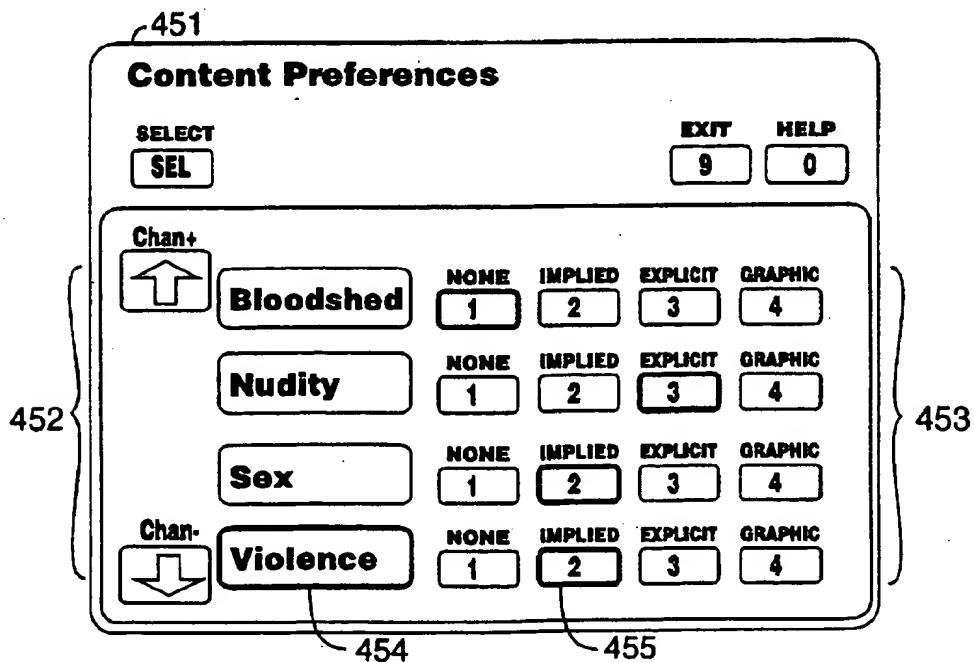 451
Content Preferences
SELECT EXIT HELP
SEL 9 0
Chan+
NONE IMPLIED EXPLICIT GRAPHIC
Bloodshed 1 2 3 4
NONE IMPLIED EXPLICIT GRAPHIC
Nudity 1 2 3 4
452 453
NONE IMPLIED EXPLICIT GRAPHIC
Sex 1 2 3 4
Chan-
NONE IMPLIED EXPLICIT GRAPHIC
Violence 1 2 3 4
454 455